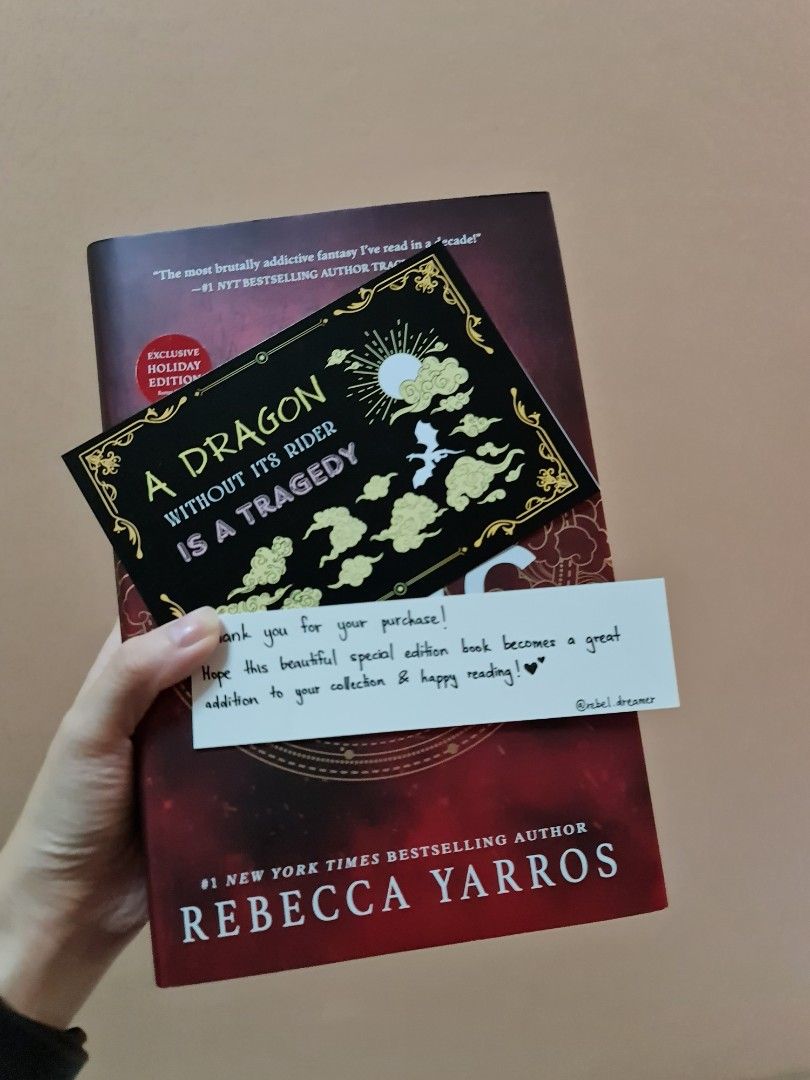 "The most brutally addictive fantasy I've read in a decade!"
—#1 NYT BESTSELLING AUTHOR
EXCLUSIVE
HOLIDAY
EDITION
A DRAGON
WITHOUT ITS RIDER
IS A TRAGEDY
you for your purchase!
Hope this beautiful special edition book becomes a great
addition to your collection & happy reading!
@rebel.dreamer
#1 NEW YORK TIMES BESTSELLING AUTHOR
REBECCA YARROS